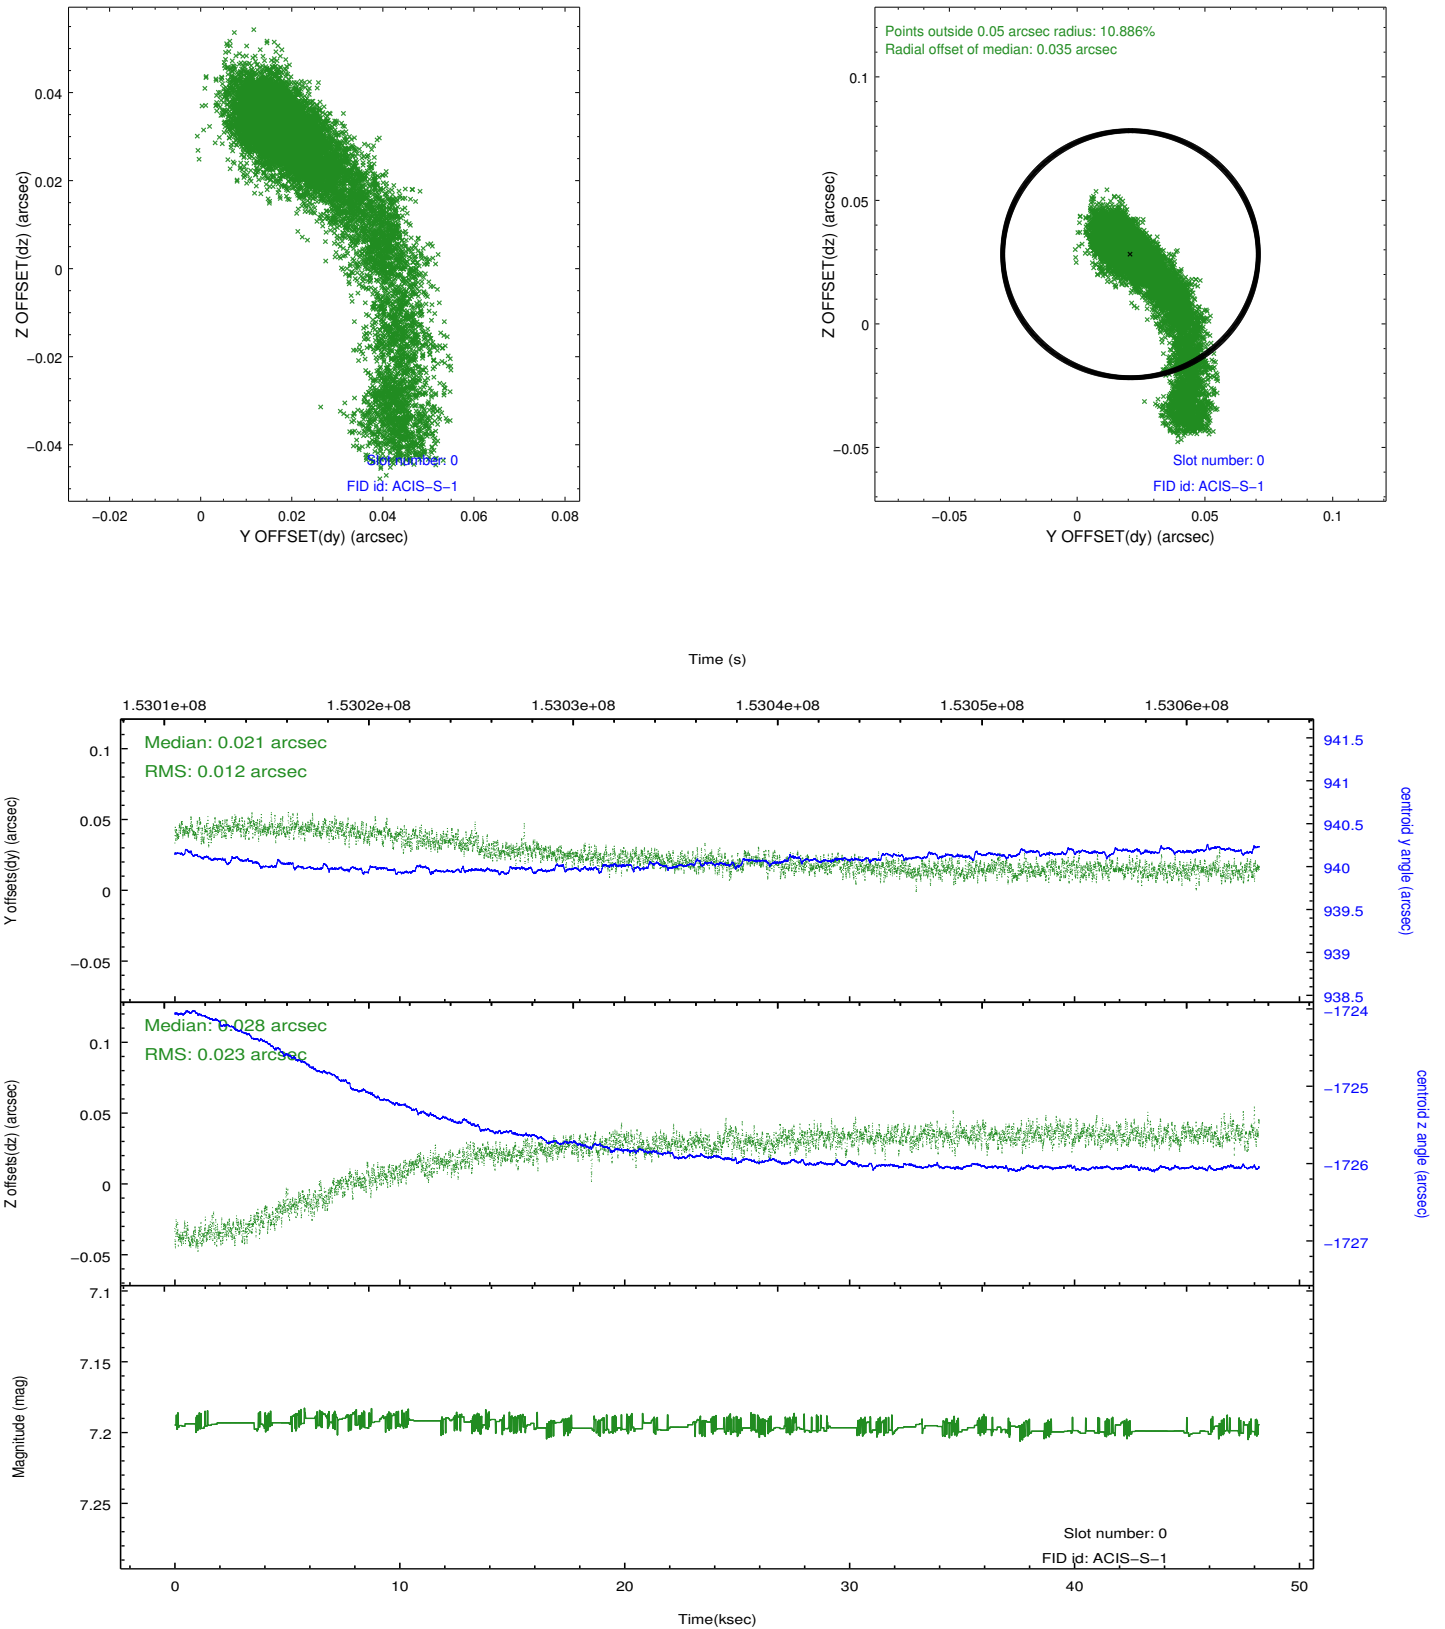 0.04
0.02
0
−0.02
−0.04
Z OFFSET(dz) (arcsec)
Slot number: 0
FID id: ACIS−S−1
−0.02
0
0.02
0.04
0.06
0.08
Y OFFSET(dy) (arcsec)
Points outside 0.05 arcsec radius: 10.886%
Radial offset of median: 0.035 arcsec
0.1
0.05
0
−0.05
Z OFFSET(dz) (arcsec)
Slot number: 0
FID id: ACIS−S−1
−0.05
0
0.05
0.1
Y OFFSET(dy) (arcsec)
Time (s)
1.5301e+08
1.5302e+08
1.5303e+08
1.5304e+08
1.5305e+08
1.5306e+08
Median: 0.021 arcsec
RMS: 0.012 arcsec
0.1
0.05
0
−0.05
Y offsets(dy) (arcsec)
941.5
941
940.5
940
939.5
939
938.5
centroid y angle (arcsec)
Median: 0.028 arcsec
RMS: 0.023 arcsec
0.1
0.05
0
−0.05
Z offsets(dz) (arcsec)
−1724
−1725
−1726
−1727
centroid z angle (arcsec)
7.1
7.15
7.2
7.25
Magnitude (mag)
Slot number: 0
FID id: ACIS−S−1
0
10
20
30
40
50
Time(ksec)